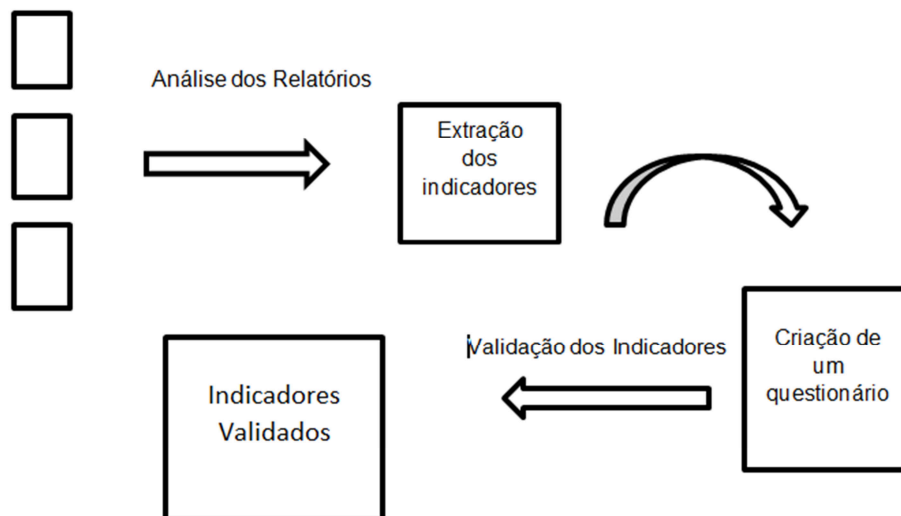 Análise dos Relatórios
Extração
dos
indicadores
Criação de
um
questionário
Validação dos Indicadores
Indicadores
Validados